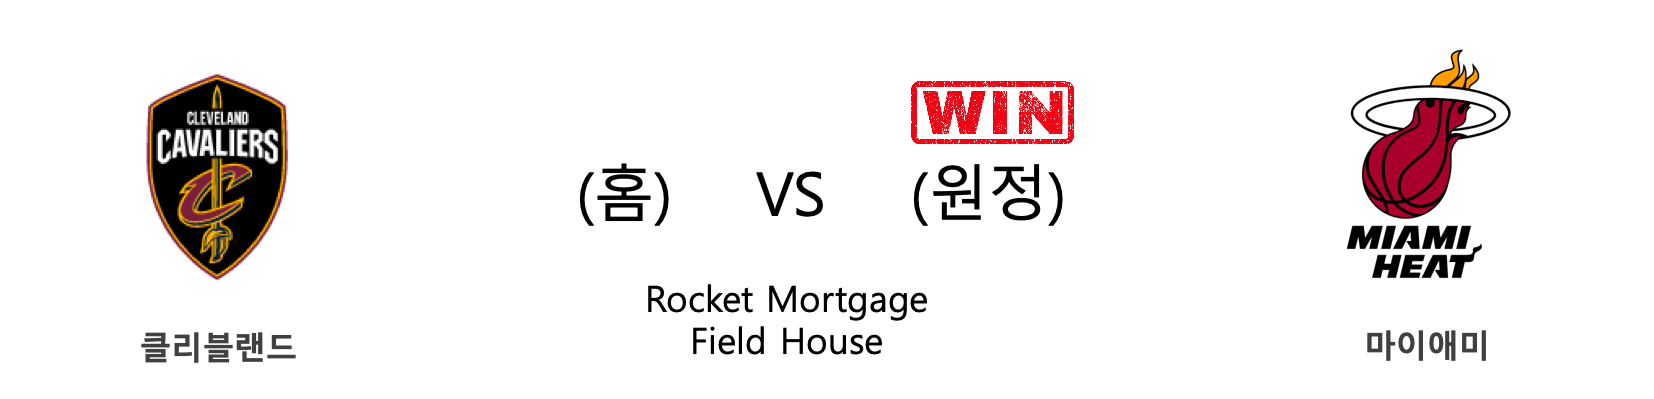 CLEVELAND
CAVALIERS
클리블랜드
WIN
(홈) VS (원정)
Rocket Mortgage
Field House
MIAMI
HEAT
마이애미